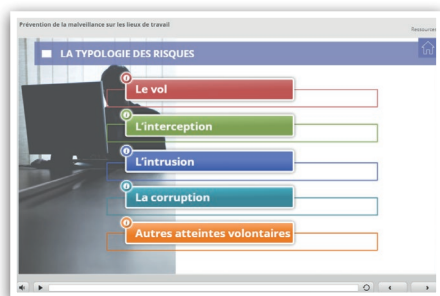 Prévention de la malveillance sur les lieux de travail
Ressources
LA TYPOLOGIE DES RISQUES
Le vol
L'interception
L'intrusion
La corruption
Autres atteintes volontaires